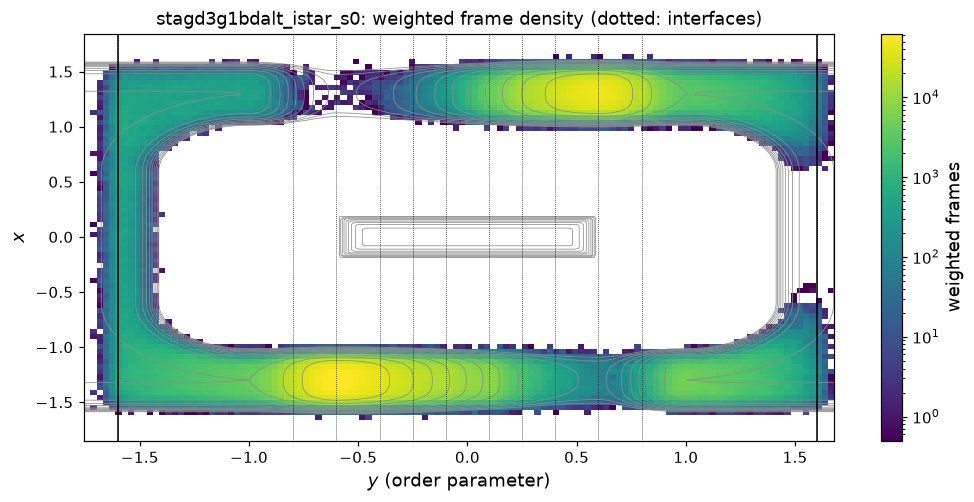 stagd3g1bdalt_istar_s0: weighted frame density (dotted: interfaces)
1.5
1.0
0.5
0.0
−0.5
−1.0
−1.5
x
−1.5 −1.0 −0.5 0.0 0.5 1.0 1.5
y (order parameter)
10⁴
10³
10²
10¹
10⁰
weighted frames